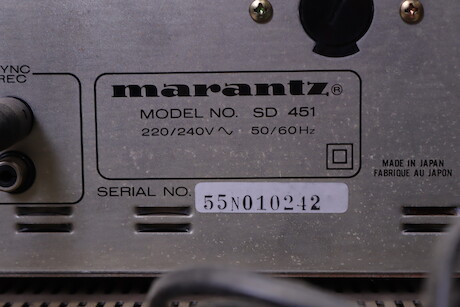 YNC
REC
marantz®
MODEL NO. SD 451
220/240V ~ 50/60Hz
MADE IN JAPAN
FABRIQUE AU JAPON
SERIAL NO. 55N010242